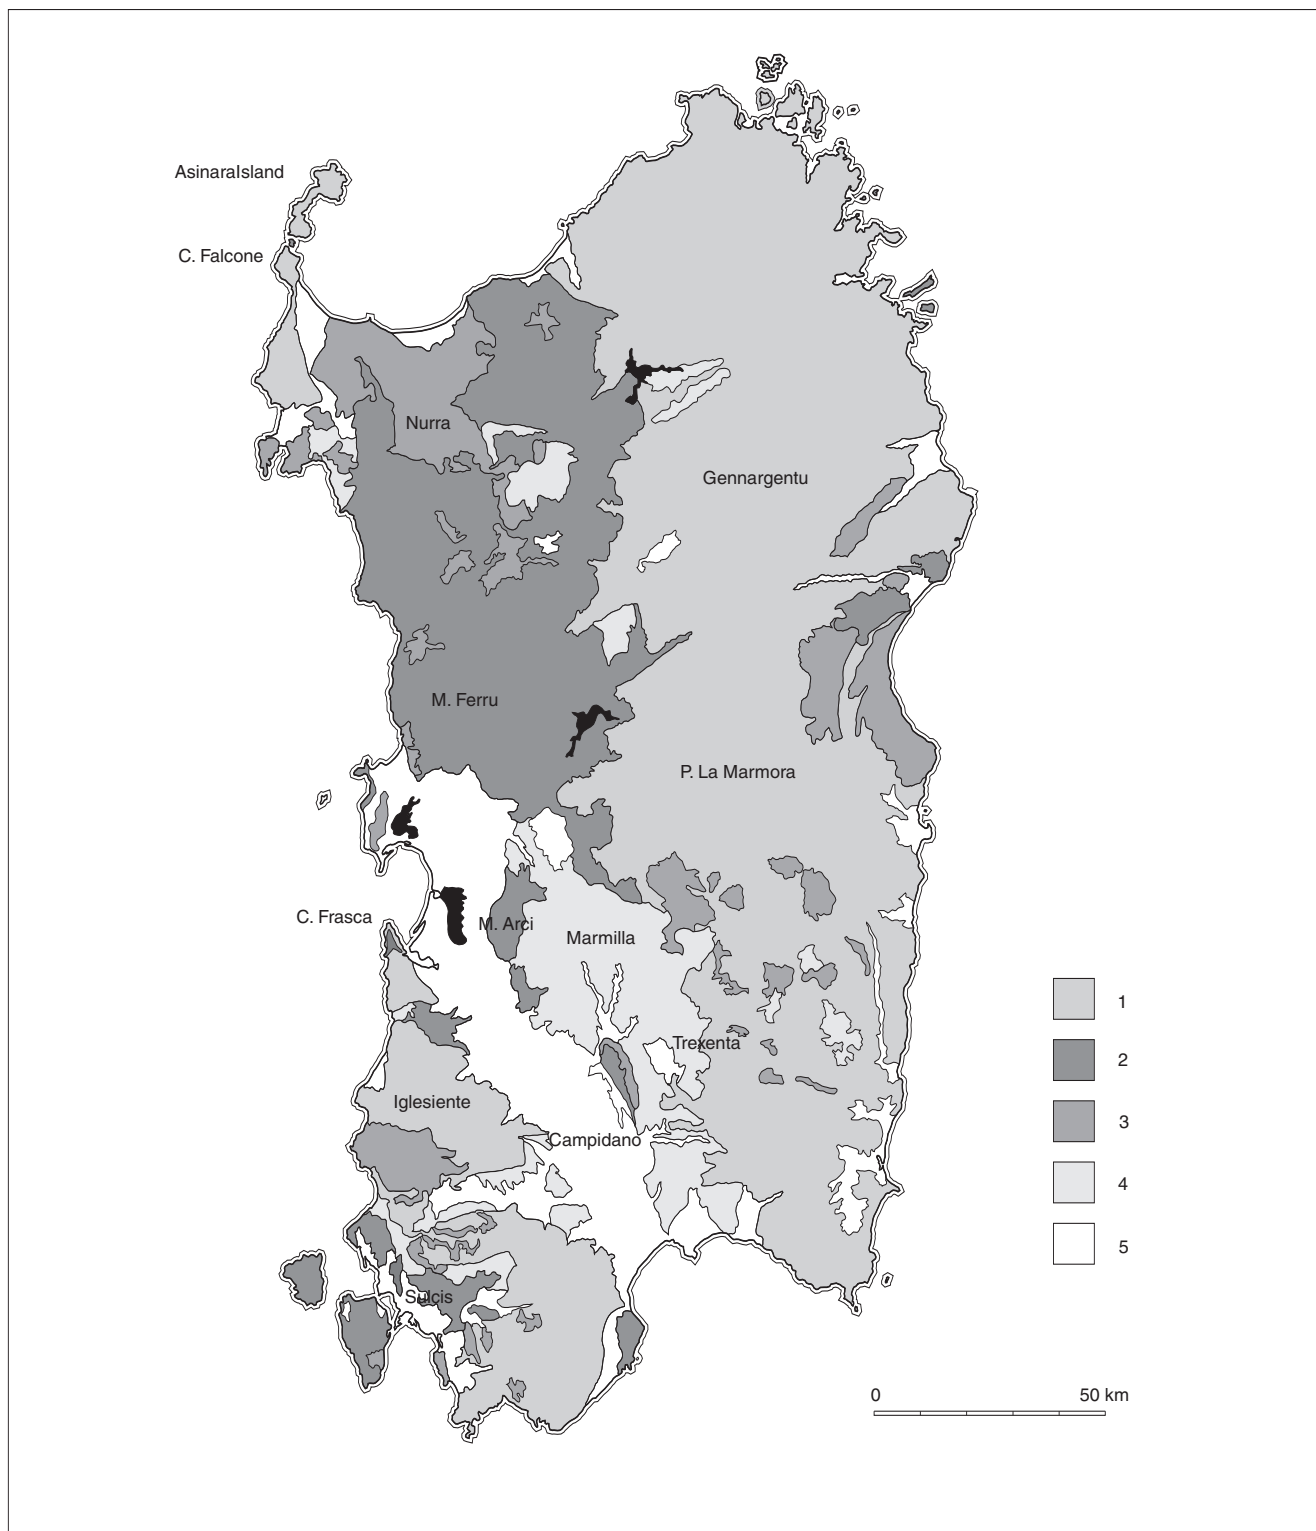 AsinaraIsland
C. Falcone
Nurra
Gennargentu
M. Ferru
P. La Marmora
C. Frasca
M. Arci
Marmilla
Trexenta
Iglesiente
Campidano
Sulcis
1
2
3
4
5
0 50 km